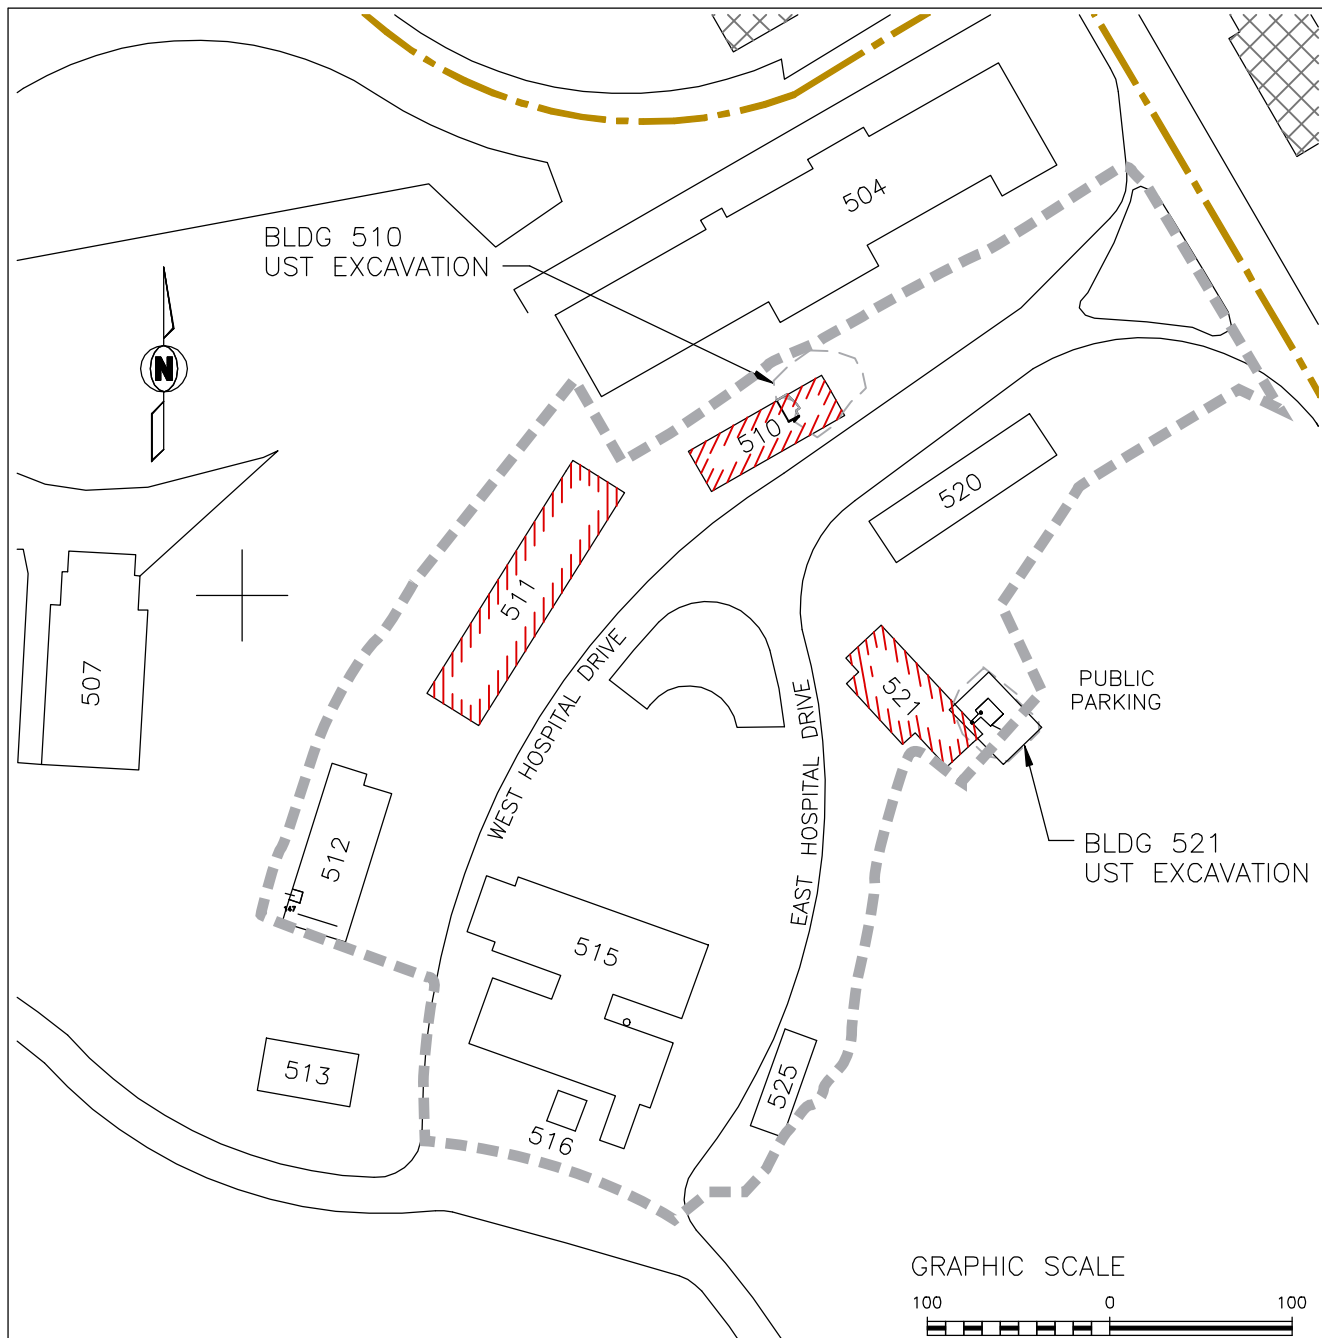 504
BLDG 510
UST EXCAVATION
N
510
520
511
507
WEST HOSPITAL DRIVE
EAST HOSPITAL DRIVE
521
PUBLIC
PARKING
BLDG 521
UST EXCAVATION
512
147
515
513
525
516
GRAPHIC SCALE
100 0 100